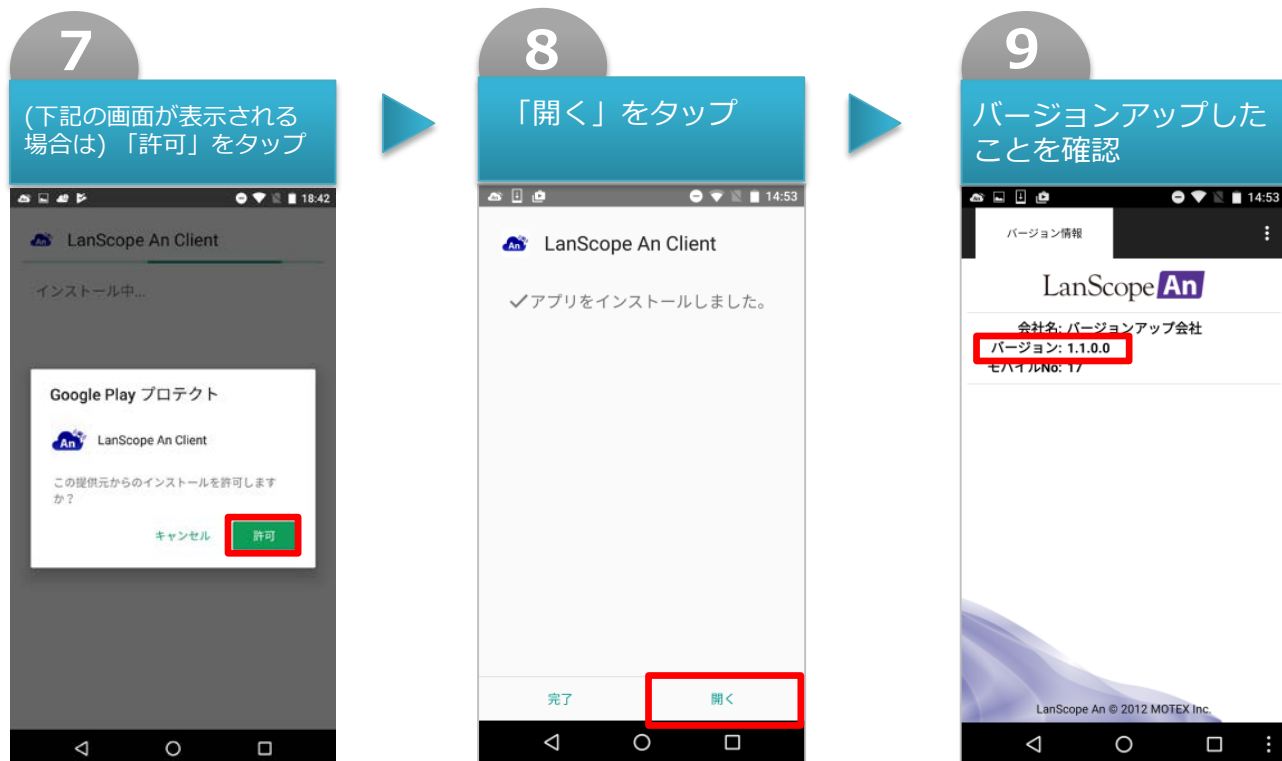 7
(下記の画面が表示される
場合は) 「許可」をタップ
18:42
An
LanScope An Client
インストール中...
Google Play プロテクト
An
LanScope An Client
この提供元からのインストールを許可します
か？
キャンセル
許可
8
「開く」をタップ
14:53
An
LanScope An Client
アプリをインストールしました。
完了
開く
9
バージョンアップした
ことを確認
14:53
バージョン情報
LanScope An
会社名: バージョンアップ会社
バージョン: 1.1.0.0
モバイルNo: 17
LanScope An © 2012 MOTEX Inc.